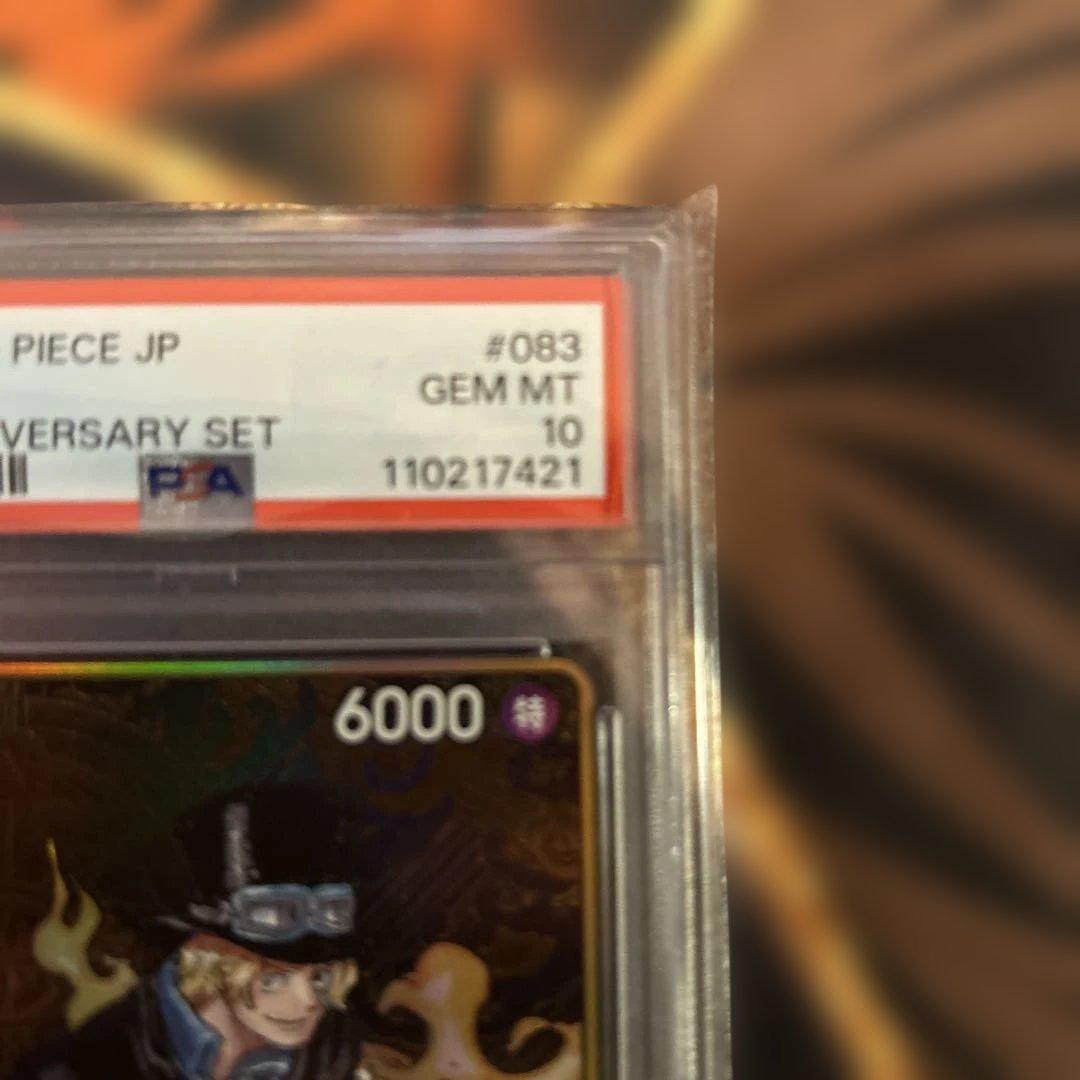 PIECE JP #083
GEM MT
VERSARY SET 10
PSA 110217421
6000 特